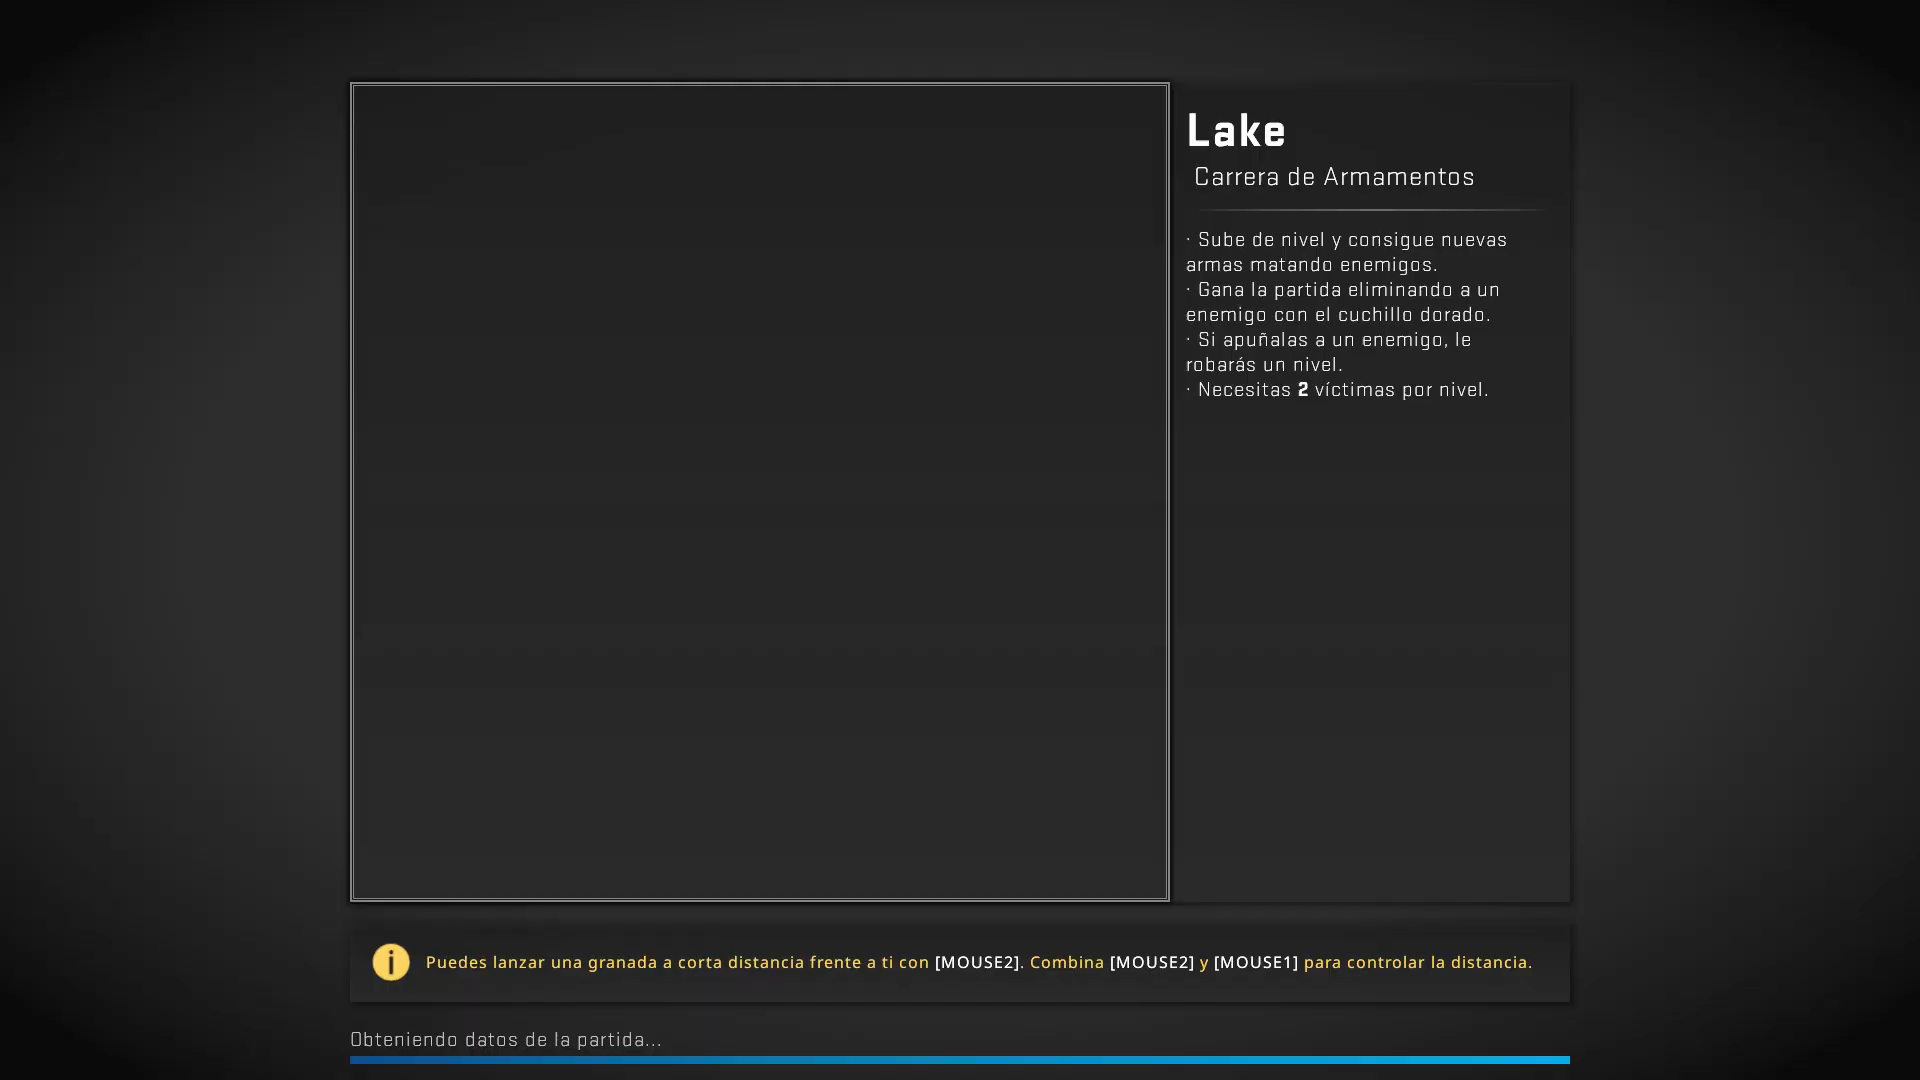 Lake
Carrera de Armamentos
· Sube de nivel y consigue nuevas
armas matando enemigos.
· Gana la partida eliminando a un
enemigo con el cuchillo dorado.
· Si apuñalas a un enemigo, le
robarás un nivel.
· Necesitas 2 víctimas por nivel.
Puedes lanzar una granada a corta distancia frente a ti con [MOUSE2]. Combina [MOUSE2] y [MOUSE1] para controlar la distancia.
Obteniendo datos de la partida...